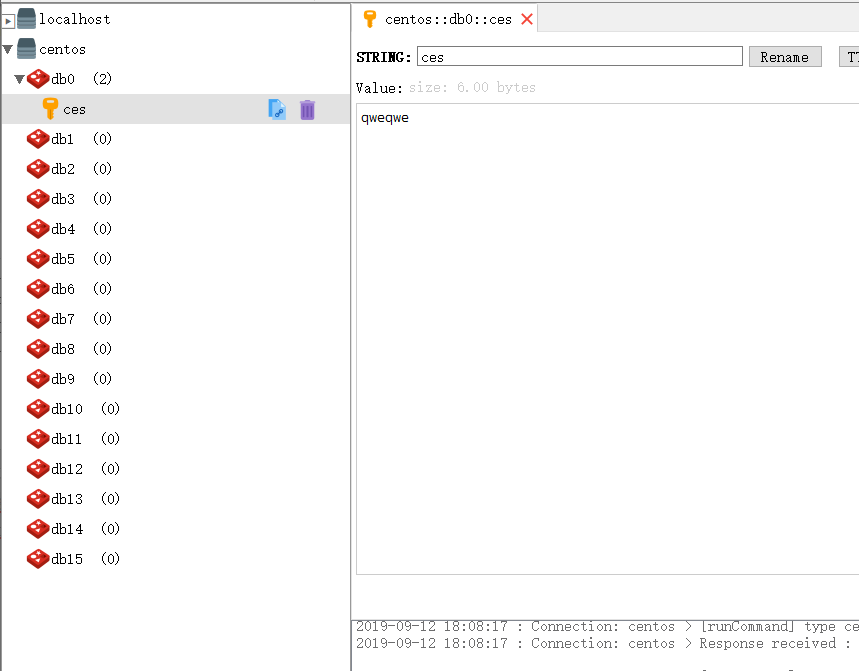 localhost
centos
db0 (2)
ces
db1 (0)
db2 (0)
db3 (0)
db4 (0)
db5 (0)
db6 (0)
db7 (0)
db8 (0)
db9 (0)
db10 (0)
db11 (0)
db12 (0)
db13 (0)
db14 (0)
db15 (0)
centos::db0::ces
STRING: ces Rename
Value: size: 6.00 bytes
qweqwe
2019-09-12 18:08:17 : Connection: centos > [runCommand] type ce
2019-09-12 18:08:17 : Connection: centos > Response received :